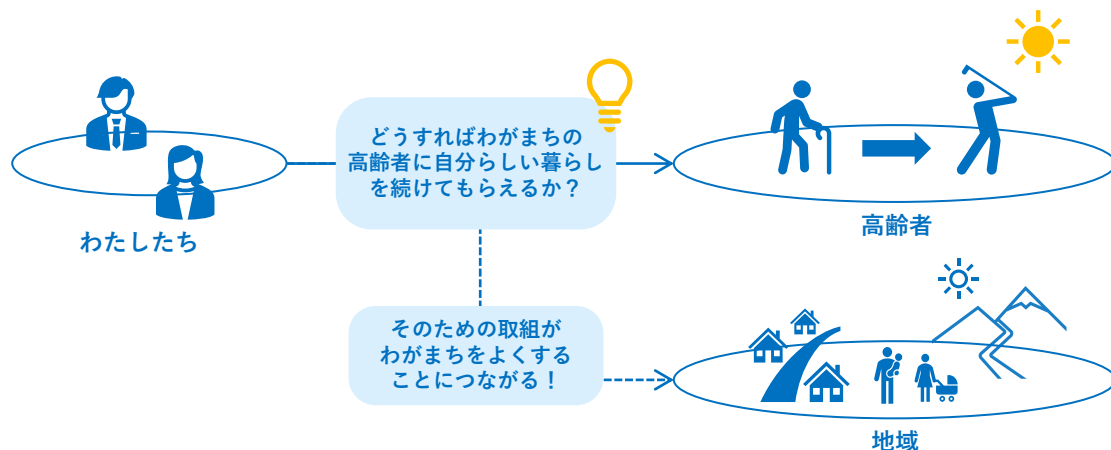 どうすればわがまちの
高齢者に自分らしい暮らし
を続けてもらえるか？
わたしたち
高齢者
そのための取組が
わがまちをよくする
ことにつながる！
地域